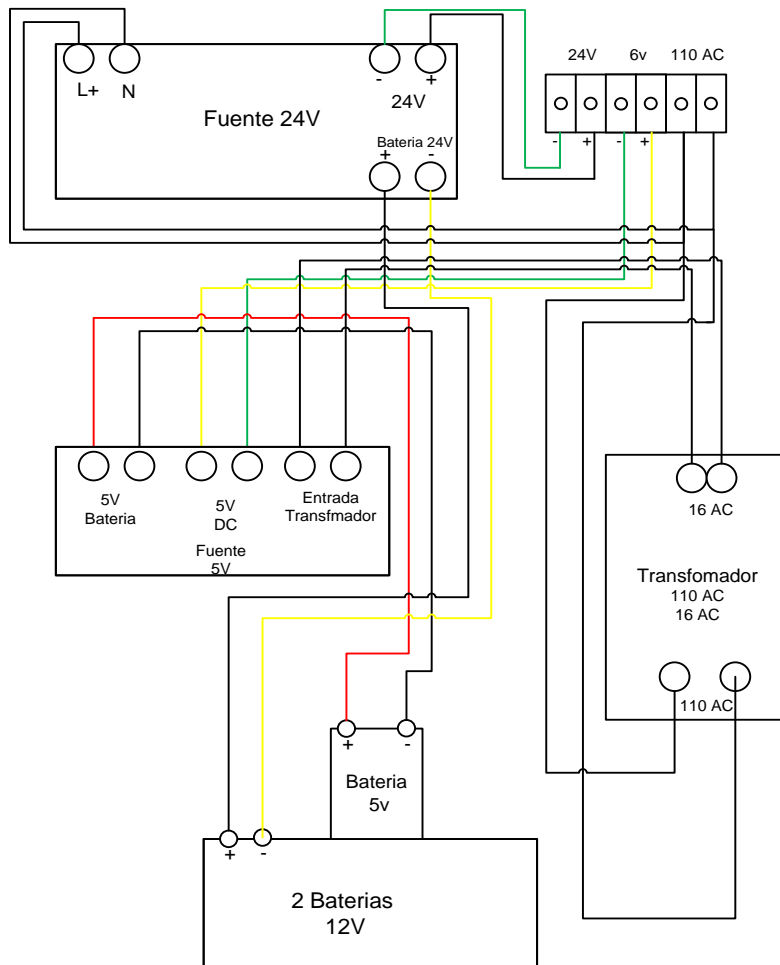 24V 6v 110 AC
L+ N - +
24V
Fuente 24V
Bateria 24V
+ -
- + - +
5V
Bateria
5V
DC
Entrada
Transfmador
Fuente
5V
16 AC
Transfomador
110 AC
16 AC
110 AC
+ -
Bateria
5v
+ -
2 Baterias
12V